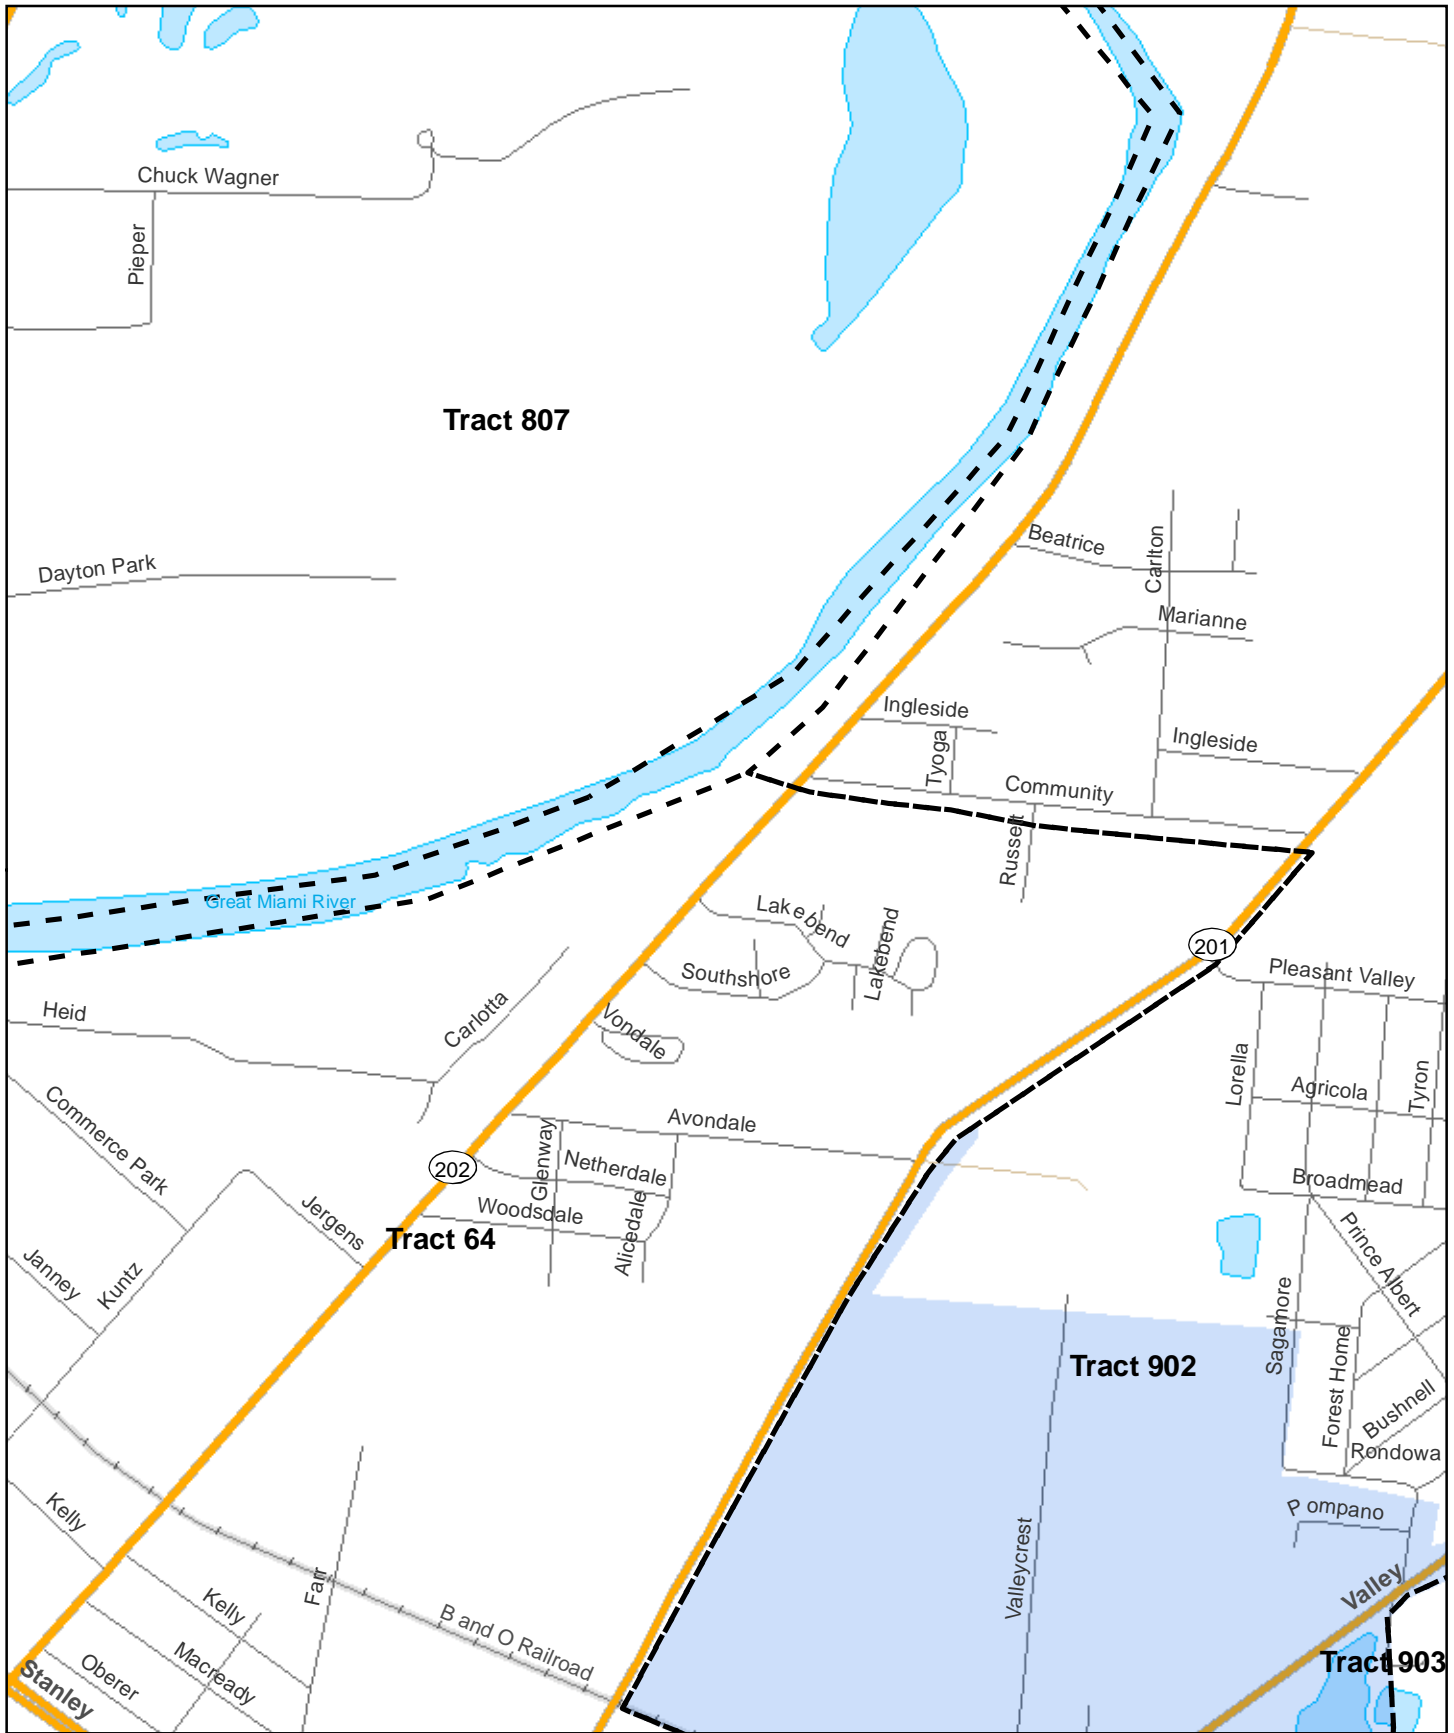 Chuck Wagner
Pieper
Tract 807
Dayton Park
Beatrice
Carlton
Marianne
Ingleside
Tyoga
Ingleside
Community
Russett
Great Miami River
Lakebend
Lakebend
Southshore
201
Pleasant Valley
Heid
Carlotta
Vondale
Lorella
Agricola
Tyron
Commerce Park
Avondale
Glenway
Netherdale
202
Woodsdale
Alicedale
Broadmead
Jergens
Tract 64
Prince Albert
Janney
Kuntz
Sagamore
Forest Home
Tract 902
Bushnell
Rondowa
Kelly
Pompano
Valleycrest
Farr
Valley
Kelly
B and O Railroad
Macready
Oberer
Stanley
Tract 903